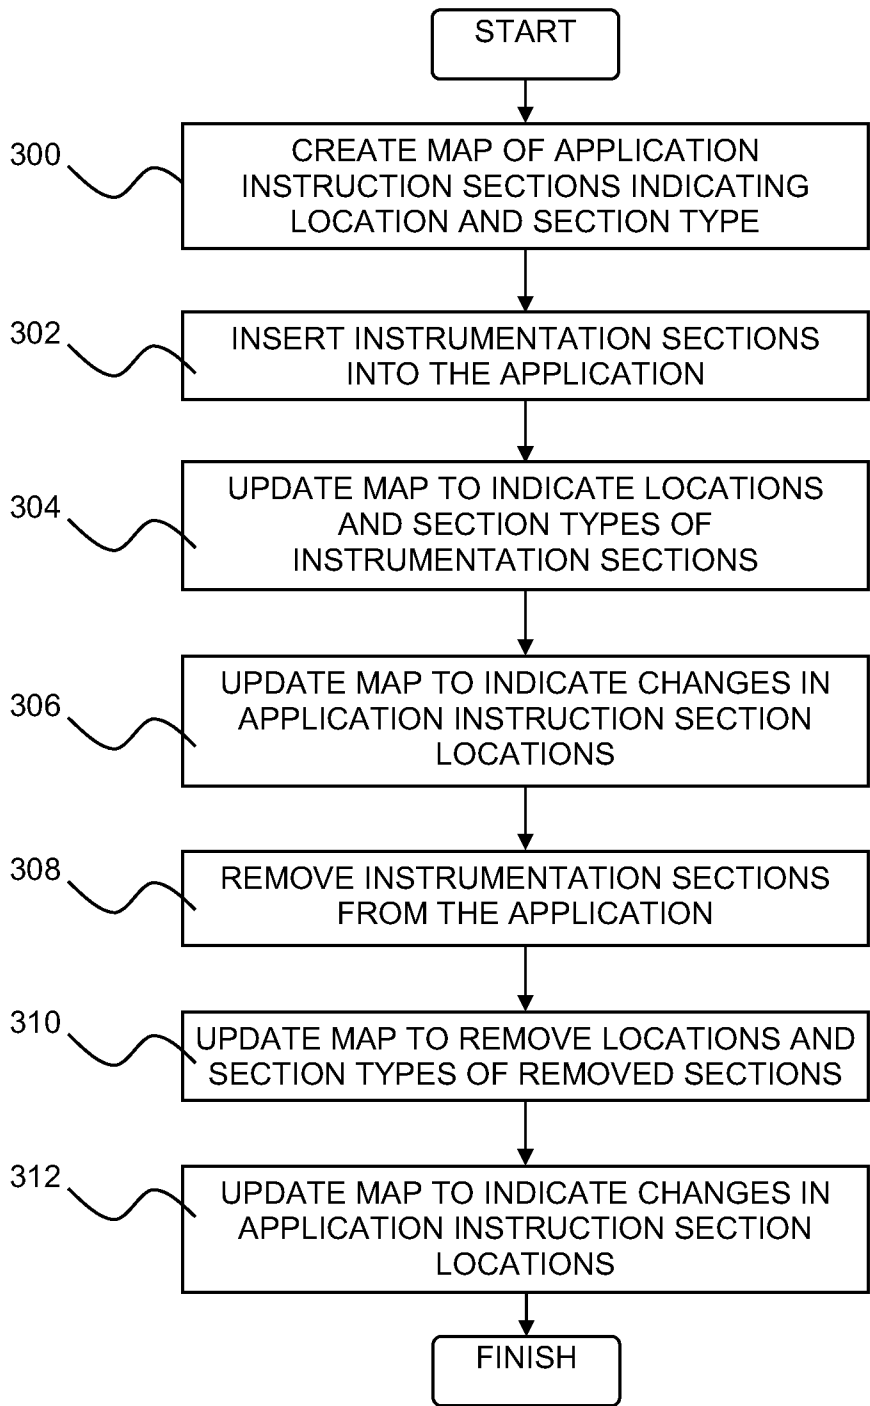 START
300
CREATE MAP OF APPLICATION
INSTRUCTION SECTIONS INDICATING
LOCATION AND SECTION TYPE
302
INSERT INSTRUMENTATION SECTIONS
INTO THE APPLICATION
304
UPDATE MAP TO INDICATE LOCATIONS
AND SECTION TYPES OF
INSTRUMENTATION SECTIONS
306
UPDATE MAP TO INDICATE CHANGES IN
APPLICATION INSTRUCTION SECTION
LOCATIONS
308
REMOVE INSTRUMENTATION SECTIONS
FROM THE APPLICATION
310
UPDATE MAP TO REMOVE LOCATIONS AND
SECTION TYPES OF REMOVED SECTIONS
312
UPDATE MAP TO INDICATE CHANGES IN
APPLICATION INSTRUCTION SECTION
LOCATIONS
FINISH